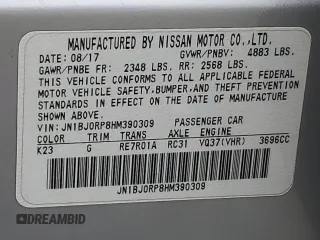 MANUFACTURED BY NISSAN MOTOR CO.,LTD.
DATE: 08/17 GVWR/PNBV: 4883 LBS.
GAWR/PNBE FR: 2348 LBS. RR: 2568 LBS.
THIS VEHICLE CONFORMS TO ALL APPLICABLE FEDERAL
MOTOR VEHICLE SAFETY,BUMPER,AND THEFT PREVENTION
STANDARDS IN EFFECT ON THE DATE OF MANUFACTURE
SHOWN ABOVE.
VIN: JN1BJ0RP8HM390309 PASSENGER CAR
COLOR TRIM TRANS AXLE ENGINE
K23 G RE7R01A RC31 VQ37(VHR) 3696CC
JN1BJ0RP8HM390309
© DREAMBID